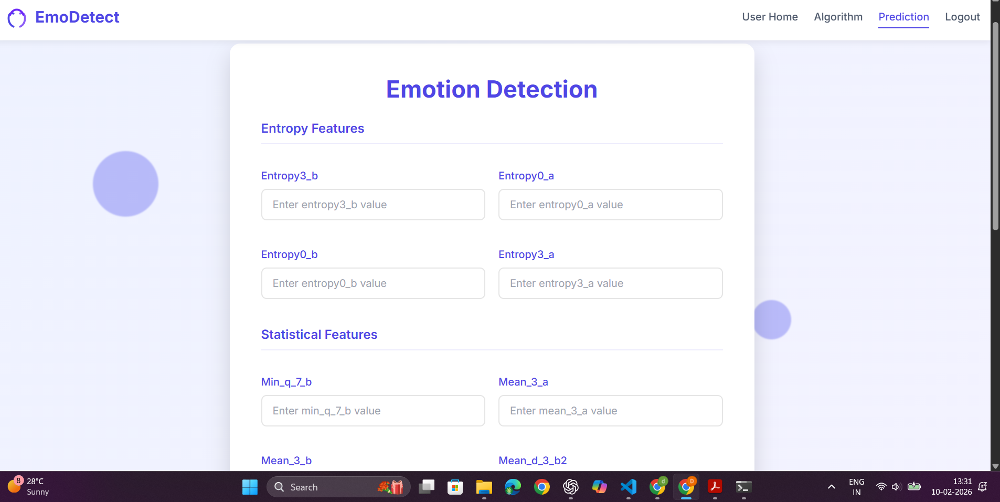 EmoDetect
User Home Algorithm Prediction Logout
Emotion Detection
Entropy Features
Entropy3_b Entropy0_a
Enter entropy3_b value Enter entropy0_a value
Entropy0_b Entropy3_a
Enter entropy0_b value Enter entropy3_a value
Statistical Features
Min_q_7_b Mean_3_a
Enter min_q_7_b value Enter mean_3_a value
Mean_3_b Mean_d_3_b2
8 28°C
Sunny
Search
d D
ENG
IN
13:31
10-02-2026